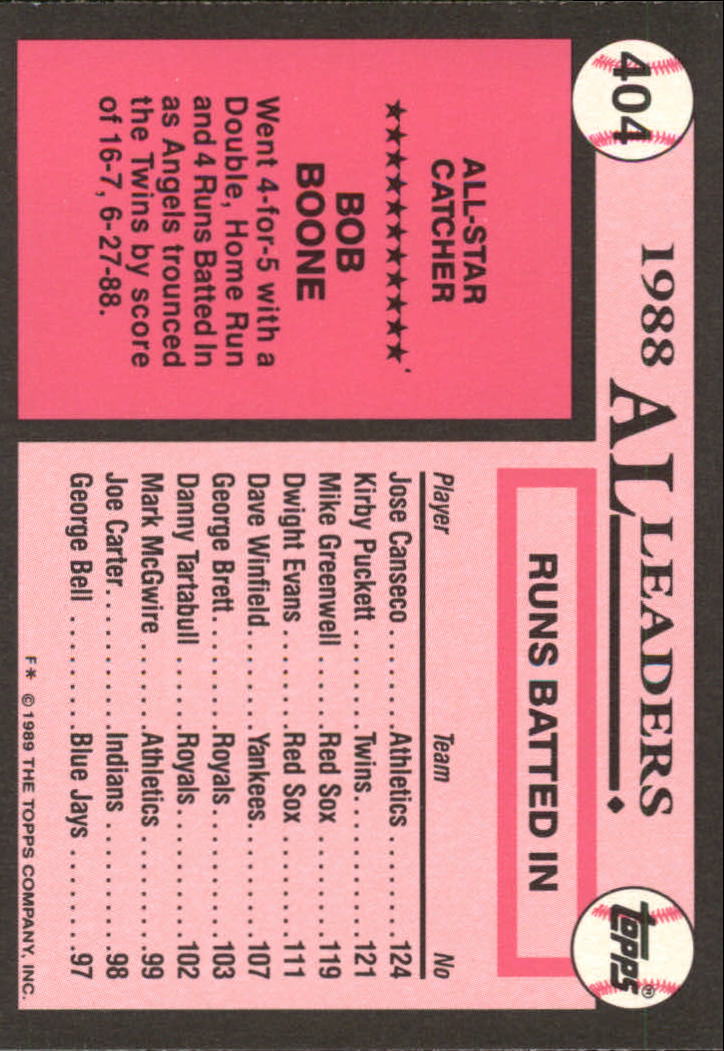 404
1988 AL LEADERS
TOPPS®
ALL-STAR
CATCHER
★★★★★★★★★★★
BOB
BOONE
Went 4-for-5 with a
Double, Home Run
and 4 Runs Batted In
as Angels trounced
the Twins by score
of 16-7, 6-27-88.
RUNS BATTED IN
Player Team No
Jose Canseco........Athletics........124
Kirby Puckett........Twins........121
Mike Greenwell......Red Sox........119
Dwight Evans........Red Sox........111
Dave Winfield........Yankees........107
George Brett........Royals........103
Danny Tartabull......Royals........102
Mark McGwire........Athletics........99
Joe Carter........Indians........98
George Bell........Blue Jays........97
F* ©1989 THE TOPPS COMPANY, INC.